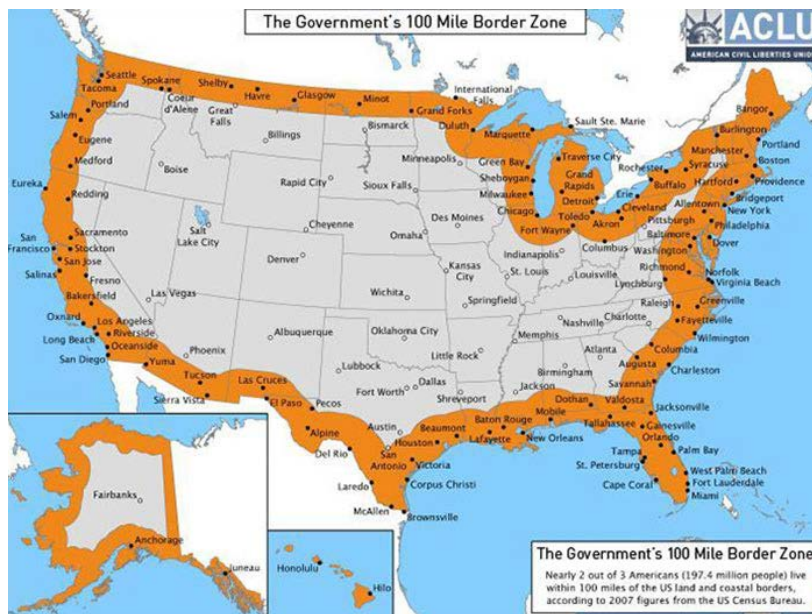 The Government's 100 Mile Border Zone
ACLU
AMERICAN CIVIL LIBERTIES UNION
Seattle
Tacoma
Spokane
Coeur
d'Alene
Shelby
Havre
Great
Falls
Glasgow
Minot
Grand Forks
International
Falls
Duluth
Marquette
Sault Ste. Marie
Bangor
Salem
Portland
Eugene
Medford
Boise
Billings
Bismarck
Minneapolis
Green Bay
Sheboygan
Milwaukee
Chicago
Traverse City
Grand
Rapids
Detroit
Toledo
Fort Wayne
Akron
Cleveland
Erie
Rochester
Buffalo
Syracuse
Burlington
Manchester
Portland
Boston
Providence
Hartford
Bridgeport
New York
Allentown
Philadelphia
Pittsburgh
Dover
Baltimore
Washington
Columbus
Eureka
Redding
Rapid City
Sioux Falls
Salt
Lake City
Cheyenne
Des Moines
Omaha
Denver
Kansas
City
St. Louis
Indianapolis
Louisville
Richmond
Norfolk
Virginia Beach
Lynchburg
Raleigh
Greenville
Fayetteville
Wilmington
Charlotte
Columbia
Charleston
Augusta
Savannah
San
Francisco
Sacramento
Stockton
San Jose
Salinas
Fresno
Bakersfield
Las Vegas
Wichita
Springfield
Nashville
Memphis
Atlanta
Birmingham
Oxnard
Los Angeles
Long Beach
Riverside
Oceanside
San Diego
Yuma
Phoenix
Tucson
Sierra Vista
Albuquerque
Las Cruces
El Paso
Pecos
Alpine
Del Rio
Oklahoma City
Little Rock
Lubbock
Fort Worth
Dallas
Shreveport
Jackson
Austin
Houston
San
Antonio
Beaumont
Baton Rouge
Lafayette
New Orleans
Mobile
Dothan
Valdosta
Tallahassee
Jacksonville
Gainesville
Orlando
Palm Bay
Tampa
St. Petersburg
Cape Coral
West Palm Beach
Fort Lauderdale
Miami
Victoria
Corpus Christi
Laredo
McAllen
Brownsville
Fairbanks
Anchorage
Juneau
Honolulu
Hilo
The Government's 100 Mile Border Zone
Nearly 2 out of 3 Americans (197.4 million people) live
within 100 miles of the US land and coastal borders,
according to 2007 figures from the US Census Bureau.